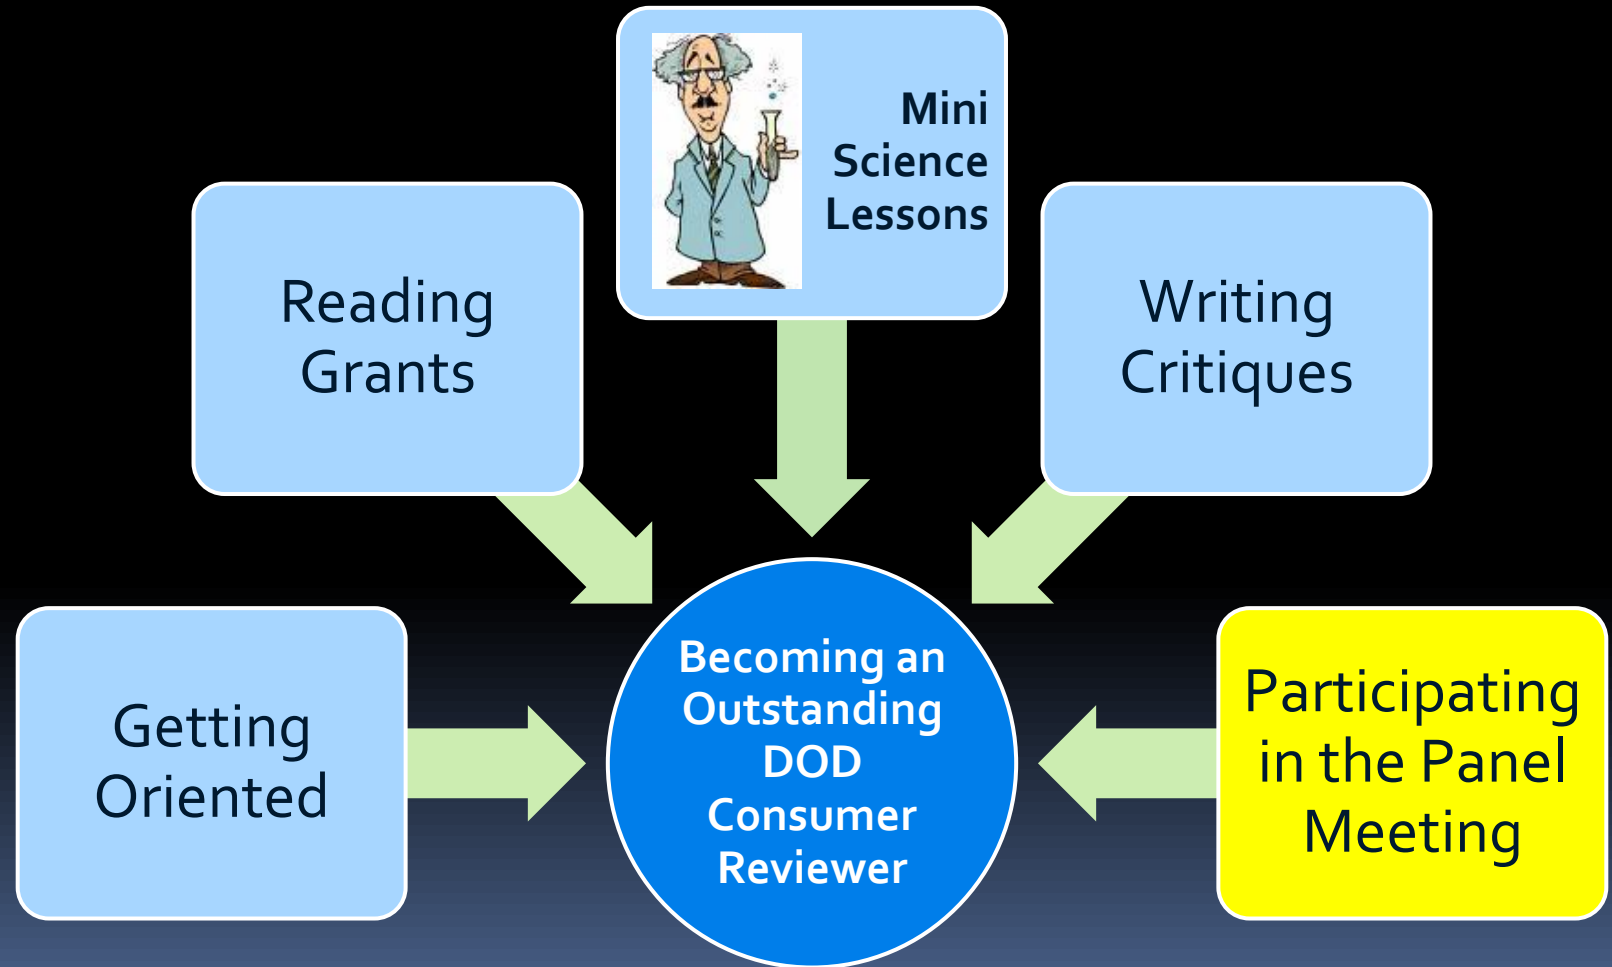 Mini
Science
Lessons
Reading
Grants
Writing
Critiques
Getting
Oriented
Becoming an
Outstanding
DOD
Consumer
Reviewer
Participating
in the Panel
Meeting